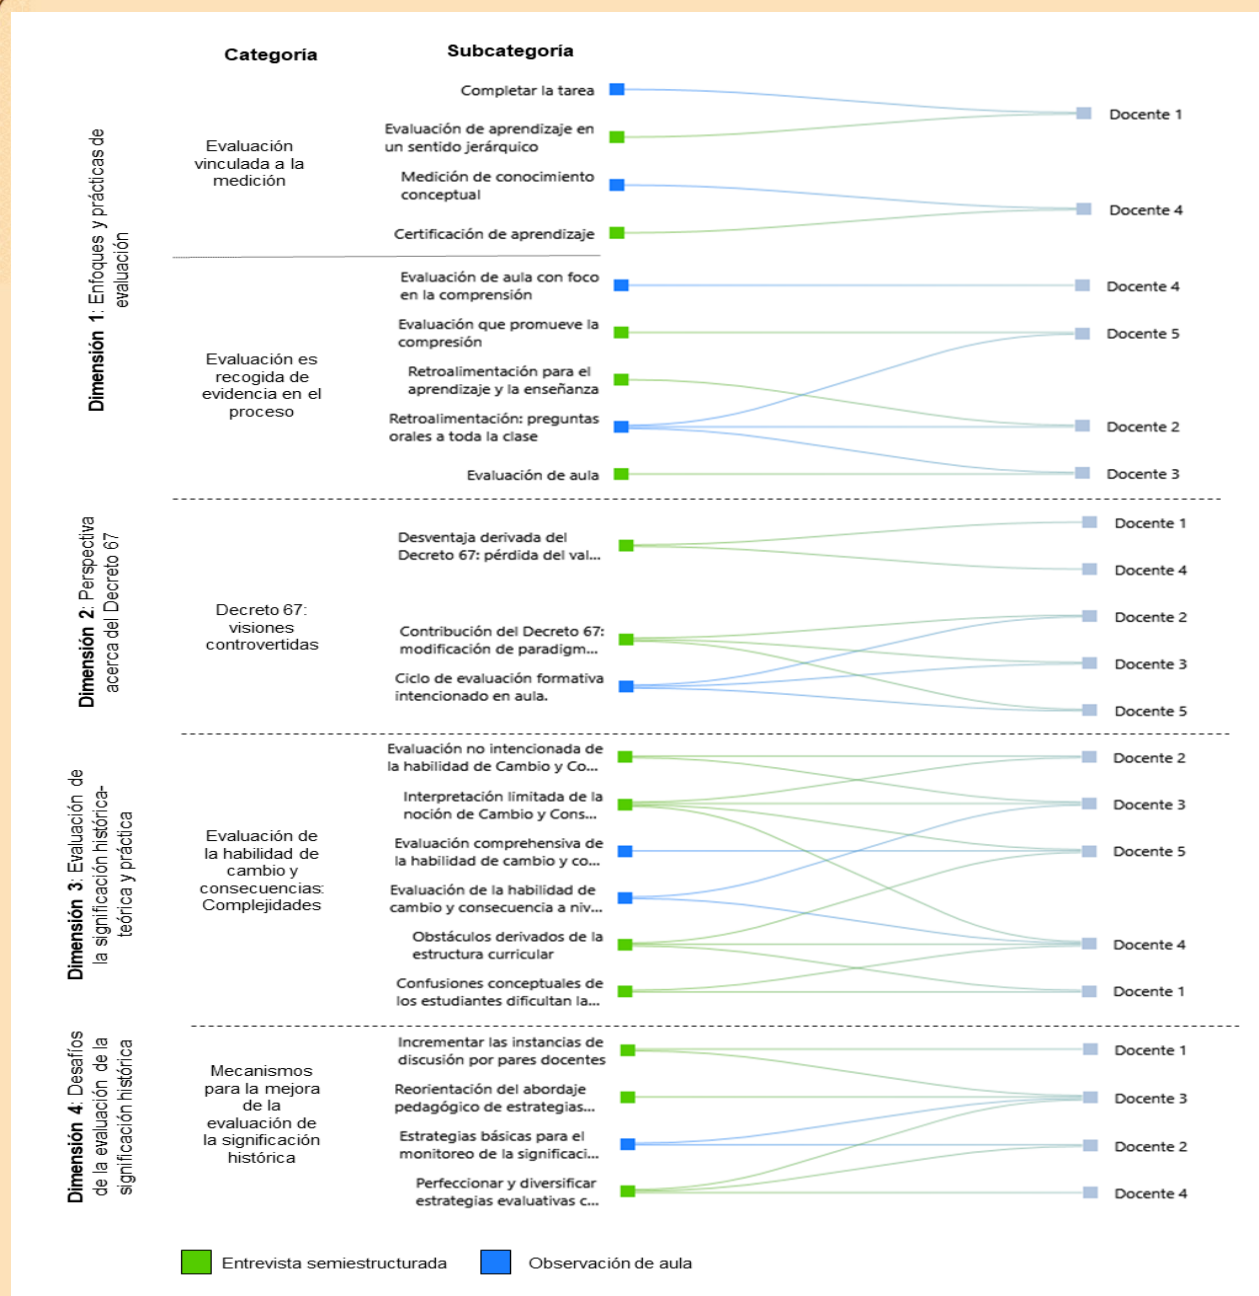 Categoría
Subcategoría
Dimensión 1: Enfoques y prácticas de
evaluación
Evaluación
vinculada a la
medición
Completar la tarea
Evaluación de aprendizaje en
un sentido jerárquico
Medición de conocimiento
conceptual
Certificación de aprendizaje
Docente 1
Docente 4
Evaluación es
recogida de
evidencia en el
proceso
Evaluación de aula con foco
en la comprensión
Evaluación que promueve la
compresión
Retroalimentación para el
aprendizaje y la enseñanza
Retroalimentación: preguntas
orales a toda la clase
Evaluación de aula
Docente 4
Docente 5
Docente 2
Docente 3
Dimensión 2: Perspectiva
acerca del Decreto 67
Decreto 67:
visiones
controvertidas
Desventaja derivada del
Decreto 67: pérdida del val...
Contribución del Decreto 67:
modificación de paradigm...
Ciclo de evaluación formativa
intencionado en aula.
Docente 1
Docente 4
Docente 2
Docente 3
Docente 5
Dimensión 3: Evaluación de
la significación histórica-
teórica y práctica
Evaluación de
la habilidad de
cambio y
consecuencias:
Complejidades
Evaluación no intencionada de
la habilidad de Cambio y Co...
Interpretación limitada de la
noción de Cambio y Cons...
Evaluación comprehensiva de
la habilidad de cambio y co...
Evaluación de la habilidad de
cambio y consecuencia a niv...
Obstáculos derivados de la
estructura curricular
Confusiones conceptuales de
los estudiantes dificultan la...
Docente 2
Docente 3
Docente 5
Docente 4
Docente 1
Dimensión 4: Desafíos
de la evaluación de la
significación histórica
Mecanismos
para la mejora
de la
evaluación de
la significación
histórica
Incrementar las instancias de
discusión por pares docentes
Reorientación del abordaje
pedagógico de estrategias...
Estrategias básicas para el
monitoreo de la significaci...
Perfeccionar y diversificar
estrategias evaluativas c...
Docente 1
Docente 3
Docente 2
Docente 4
Entrevista semiestructurada
Observación de aula